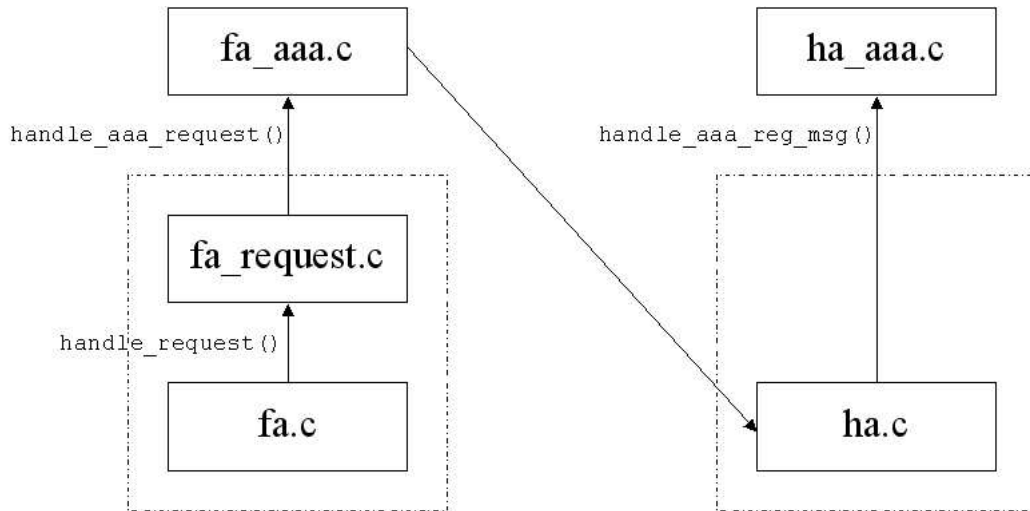 fa_aaa.c
ha_aaa.c
handle_aaa_request()
handle_aaa_reg_msg()
fa_request.c
handle_request()
fa.c
ha.c